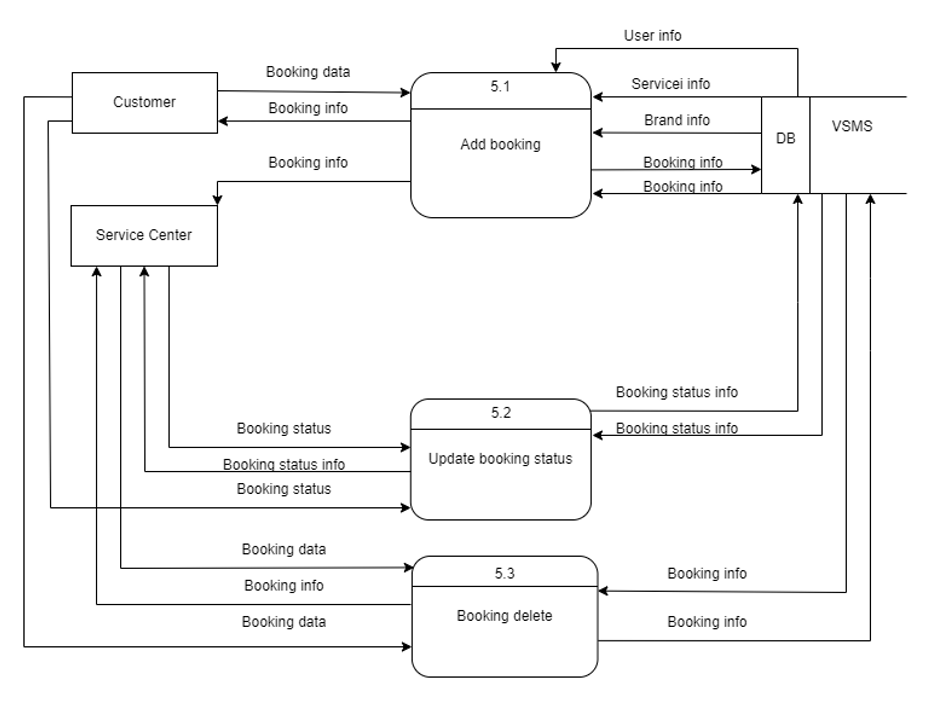 User info
Booking data
5.1
Servicei info
Customer
Booking info
Brand info
DB
VSMS
Add booking
Booking info
Booking info
Booking info
Service Center
Booking status info
5.2
Booking status
Booking status info
Update booking status
Booking status info
Booking status
Booking data
5.3
Booking info
Booking info
Booking delete
Booking data
Booking info